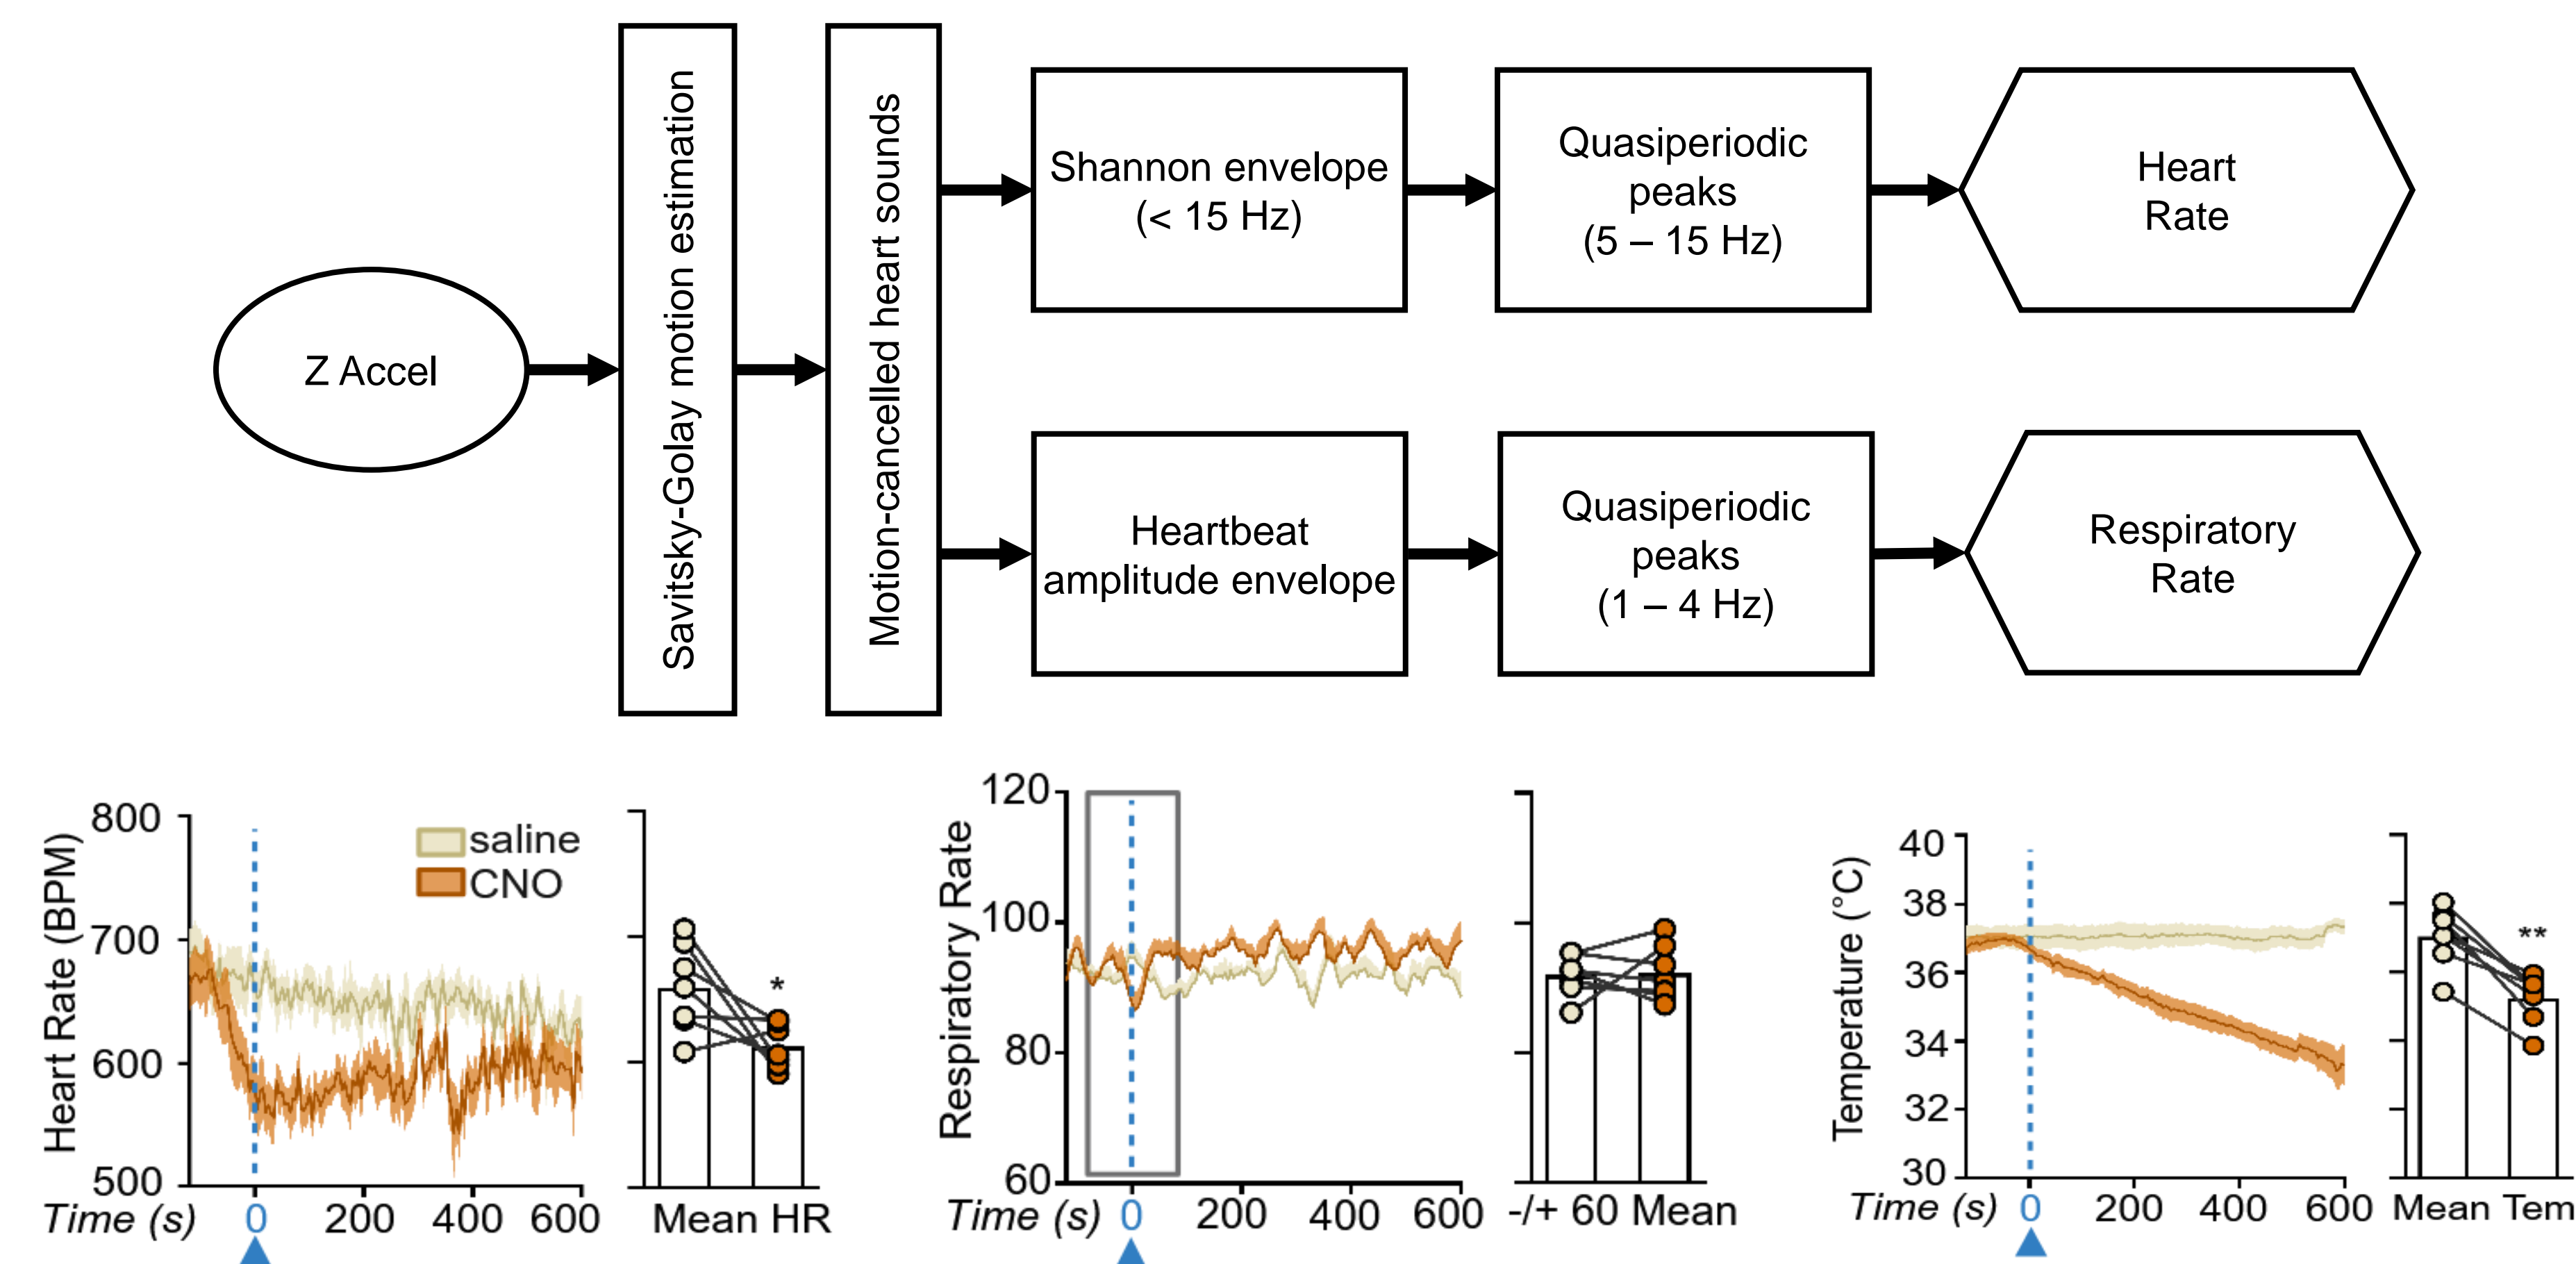 Z Accel
Savitsky-Golay motion estimation
Motion-cancelled heart sounds
Shannon envelope
(< 15 Hz)
Quasiperiodic
peaks
(5 – 15 Hz)
Heart
Rate
Heartbeat
amplitude envelope
Quasiperiodic
peaks
(1 – 4 Hz)
Respiratory
Rate
Heart Rate (BPM)
800
700
600
500
saline
CNO
Time (s) 0 200 400 600
*
Mean HR
Respiratory Rate
120
100
80
60
Time (s) 0 200 400 600
-/+ 60 Mean
Temperature (°C)
40
38
36
34
32
30
Time (s) 0 200 400 600
**
Mean Tem